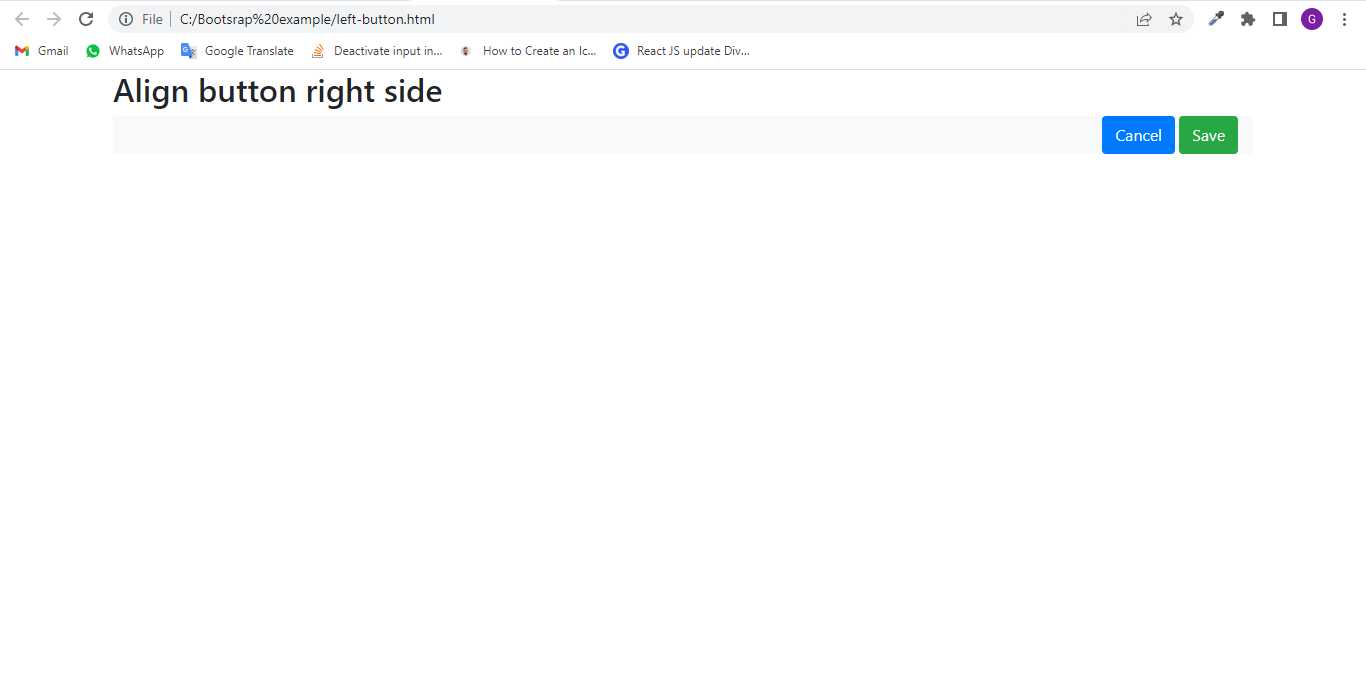 File C:/Bootsrap%20example/left-button.html G
Gmail WhatsApp Google Translate Deactivate input in... How to Create an Ic... React JS update Div...
Align button right side
Cancel Save